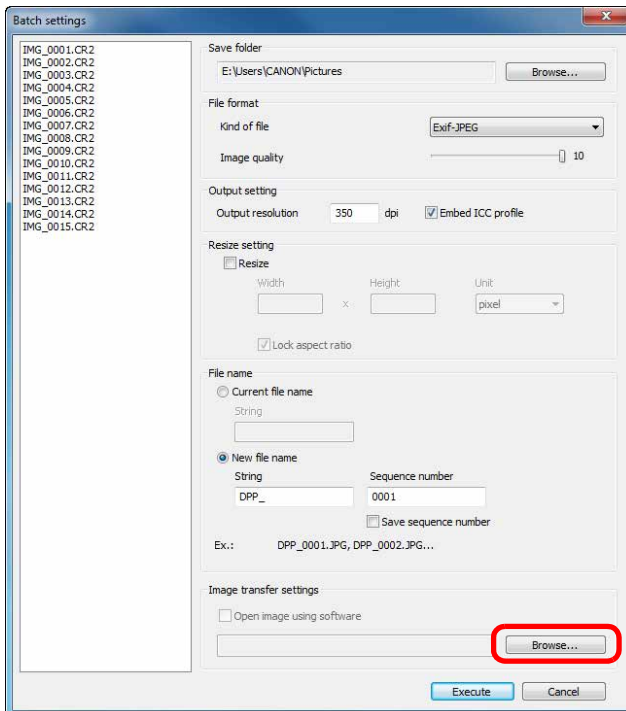 Batch settings
IMG_0001.CR2
IMG_0002.CR2
IMG_0003.CR2
IMG_0004.CR2
IMG_0005.CR2
IMG_0006.CR2
IMG_0007.CR2
IMG_0008.CR2
IMG_0009.CR2
IMG_0010.CR2
IMG_0011.CR2
IMG_0012.CR2
IMG_0013.CR2
IMG_0014.CR2
IMG_0015.CR2
Save folder
E:\Users\CANON\Pictures Browse...
File format
Kind of file Exif-JPEG
Image quality 10
Output setting
Output resolution 350 dpi Embed ICC profile
Resize setting
Resize
Width Height Unit
x pixel
Lock aspect ratio
File name
Current file name
String
New file name
String Sequence number
DPP_ 0001
Save sequence number
Ex.: DPP_0001.JPG, DPP_0002.JPG...
Image transfer settings
Open image using software
Browse...
Execute Cancel